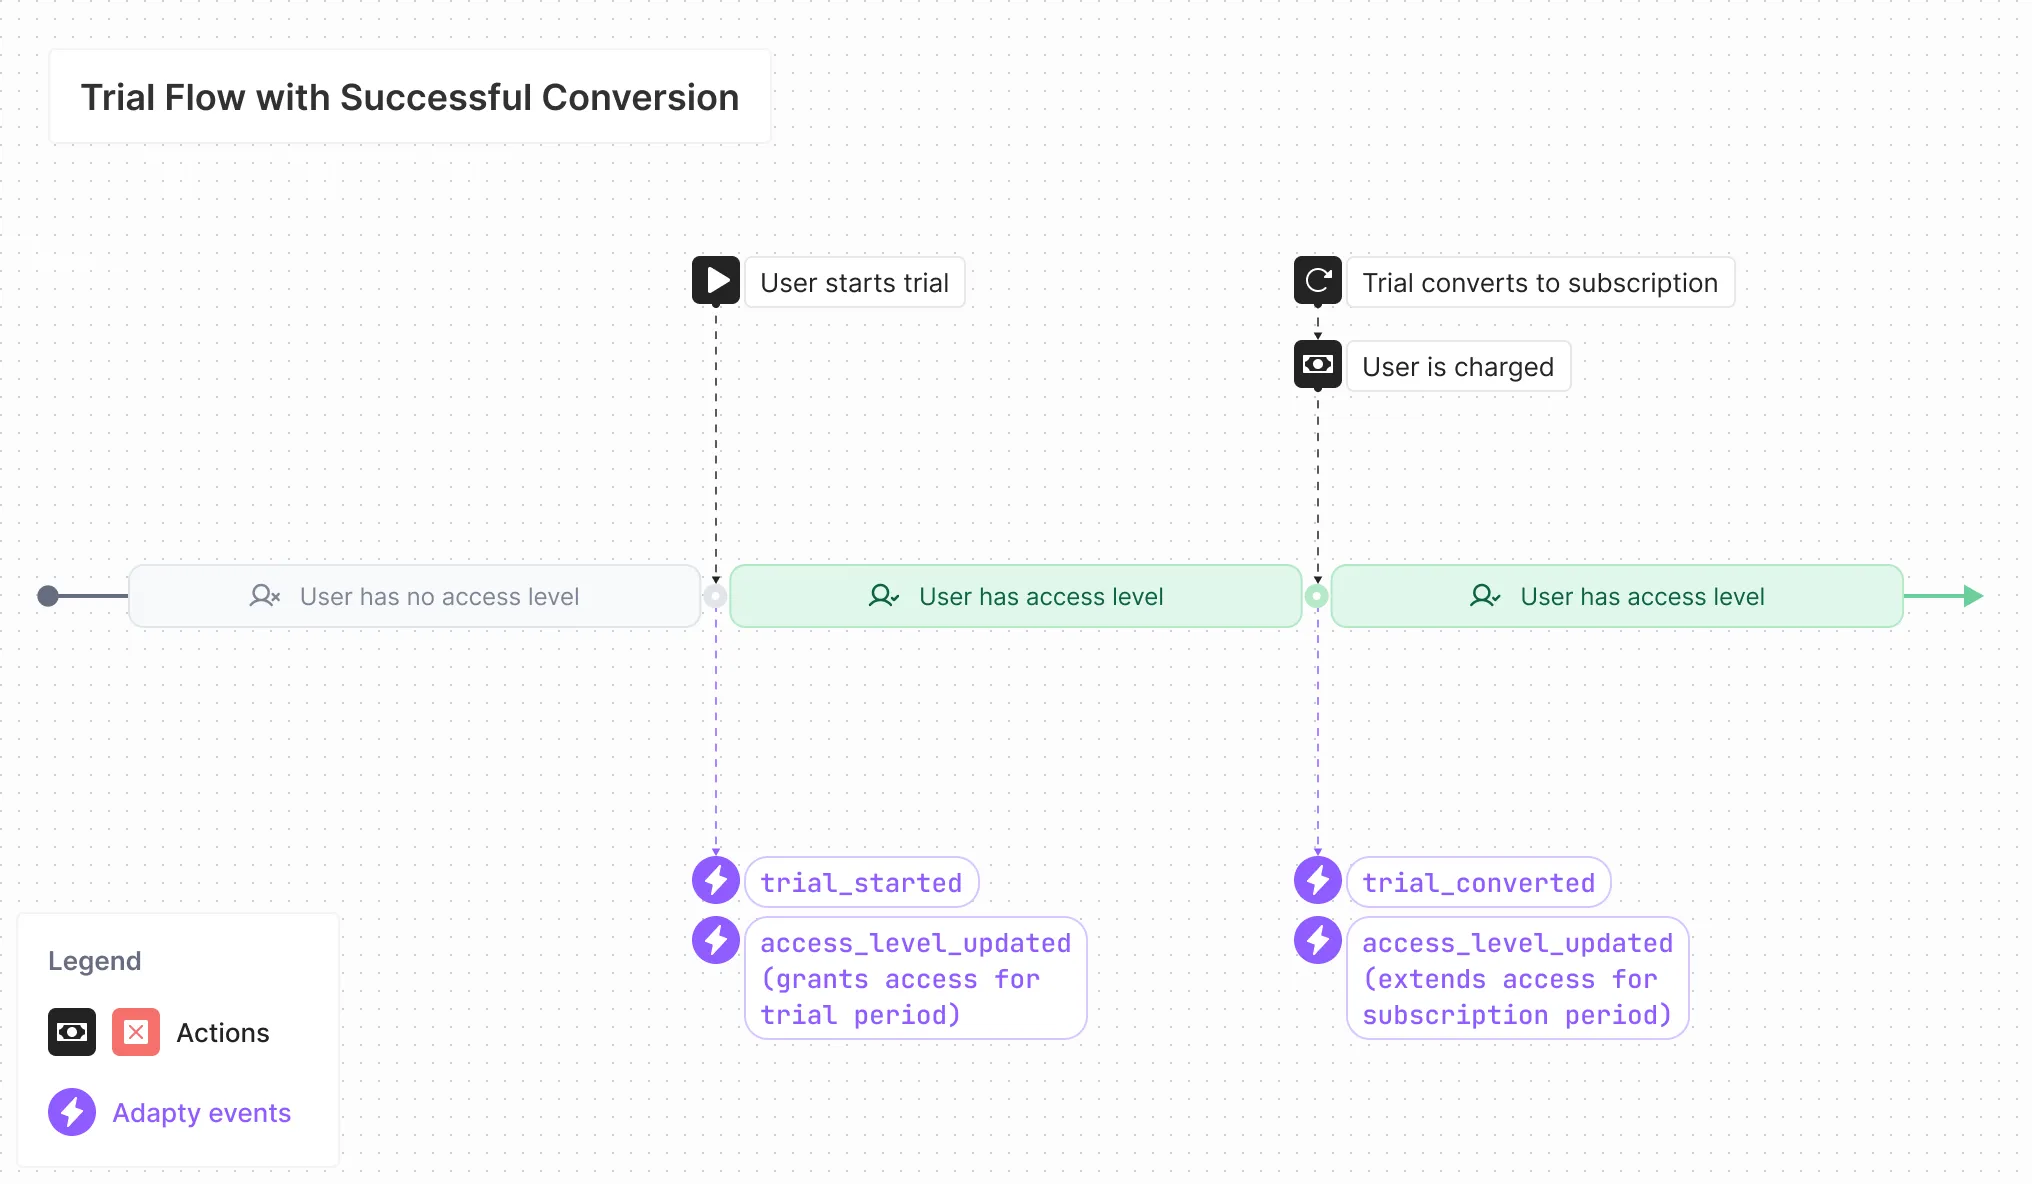 Trial Flow with Successful Conversion
User starts trial
Trial converts to subscription
User is charged
User has no access level
User has access level
User has access level
trial_started
access_level_updated
(grants access for
trial period)
trial_converted
access_level_updated
(extends access for
subscription period)
Legend
Actions
Adapty events